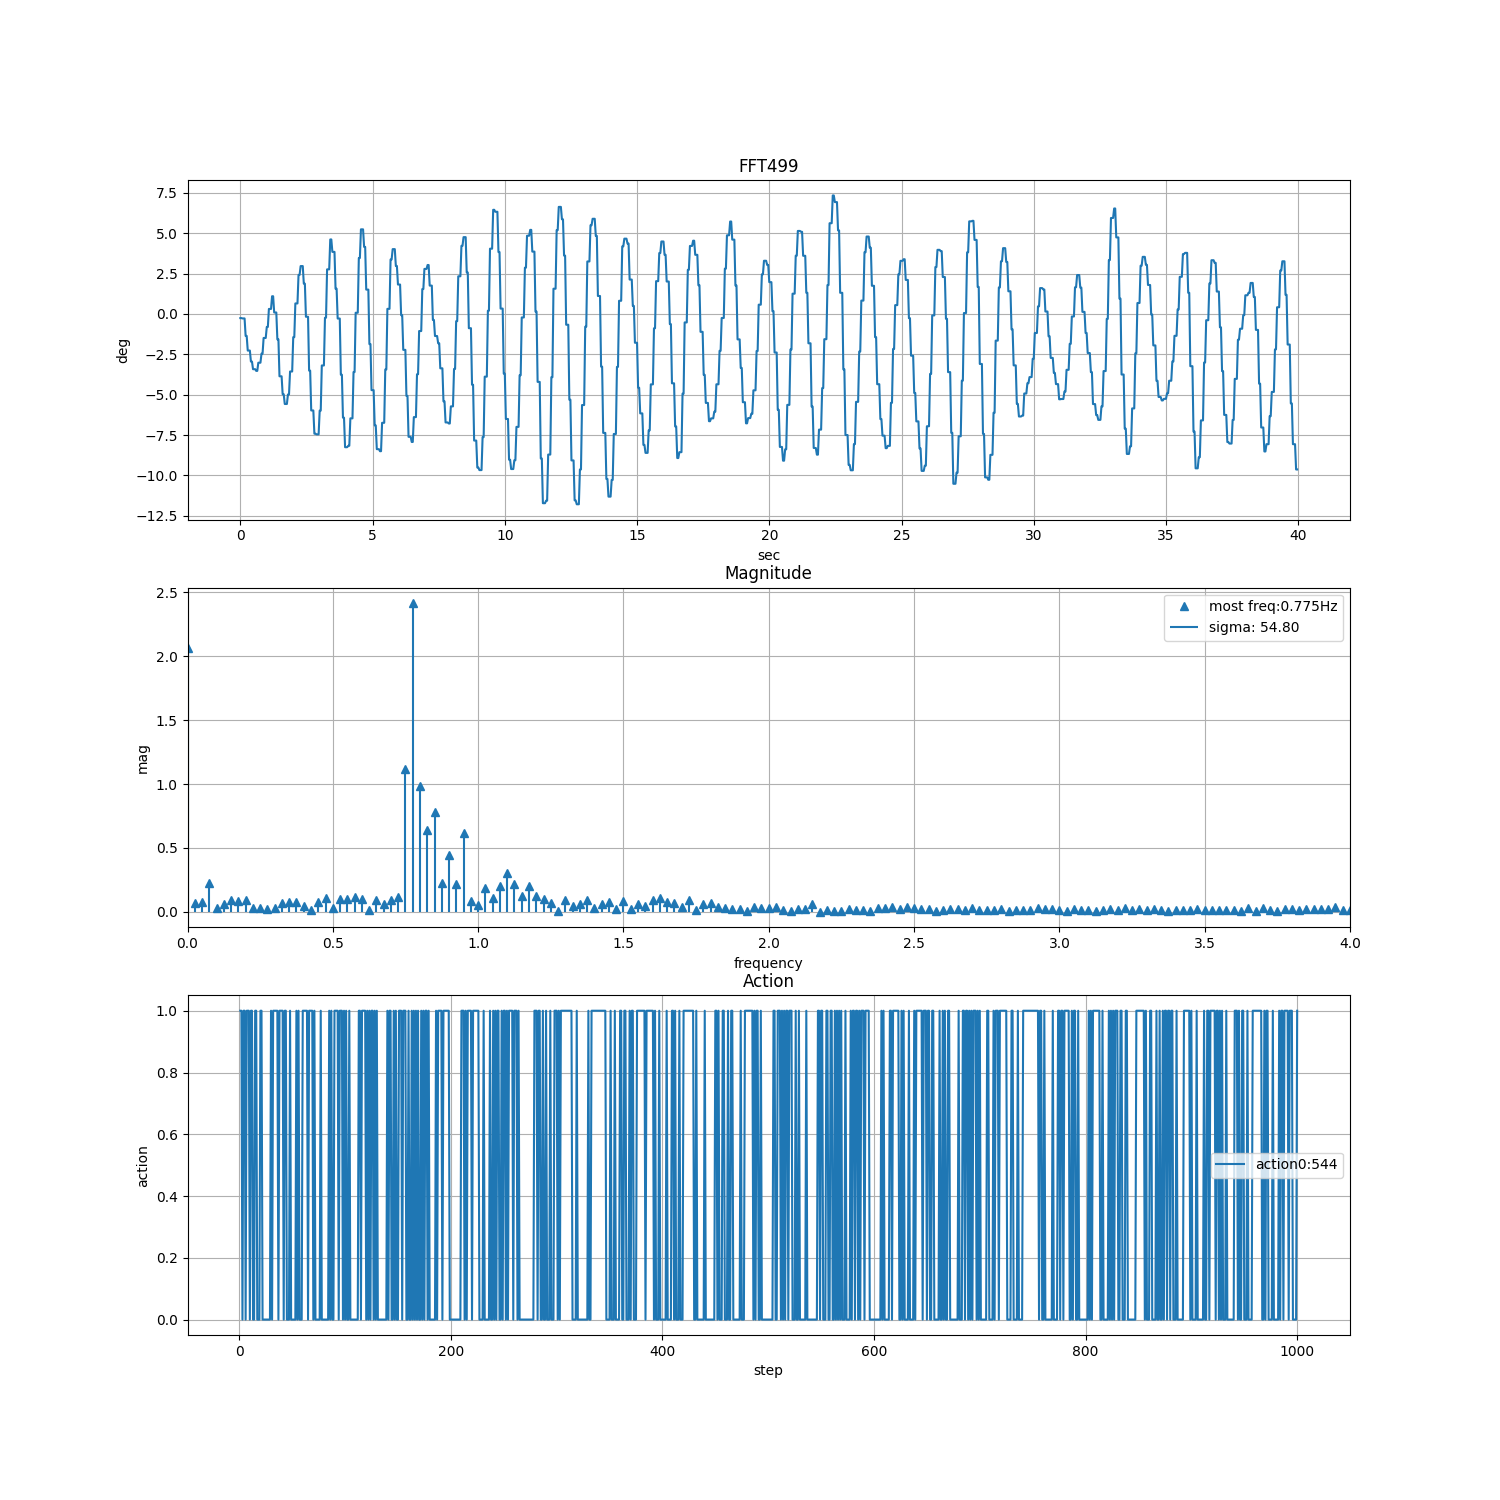 FFT499
7.5
5.0
2.5
0.0
−2.5
−5.0
−7.5
−10.0
−12.5
deg
0 5 10 15 20 25 30 35 40
sec
Magnitude
2.5
2.0
1.5
1.0
0.5
0.0
mag
most freq:0.775Hz
sigma: 54.80
0.0 0.5 1.0 1.5 2.0 2.5 3.0 3.5 4.0
frequency
Action
1.0
0.8
0.6
0.4
0.2
0.0
action
action0:544
0 200 400 600 800 1000
step